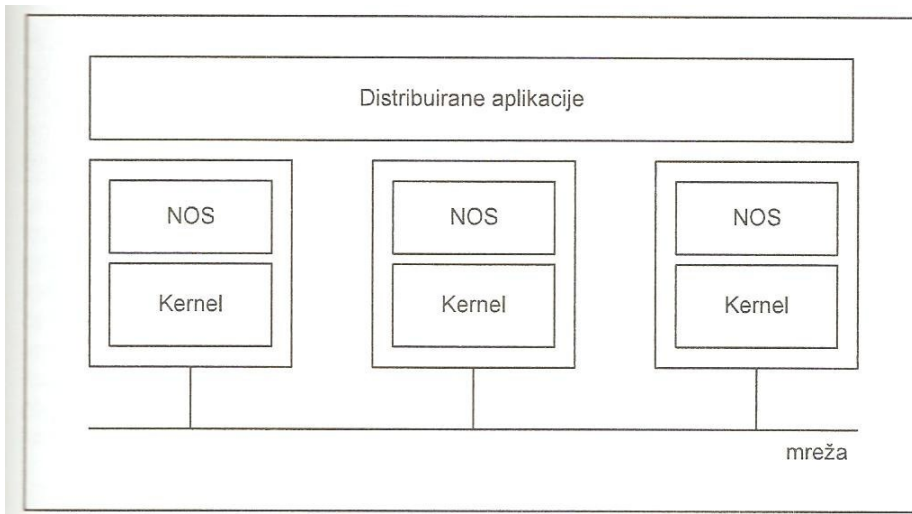 Distribuirane aplikacije
NOS
NOS
NOS
Kernel
Kernel
Kernel
mreža